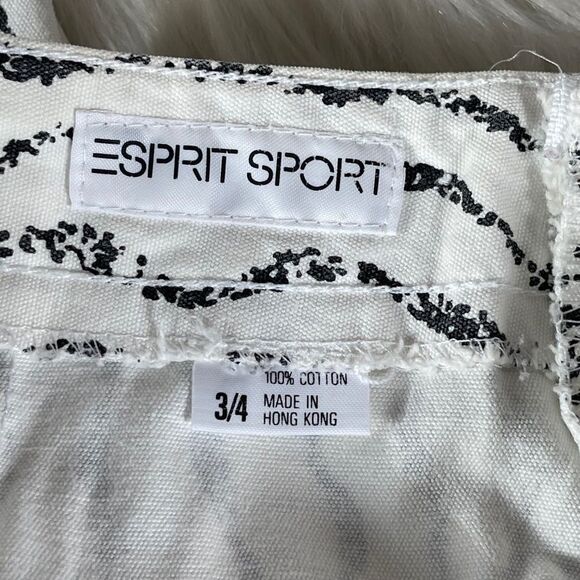 ESPRIT SPORT
100% COTTON
3/4 MADE IN
HONG KONG